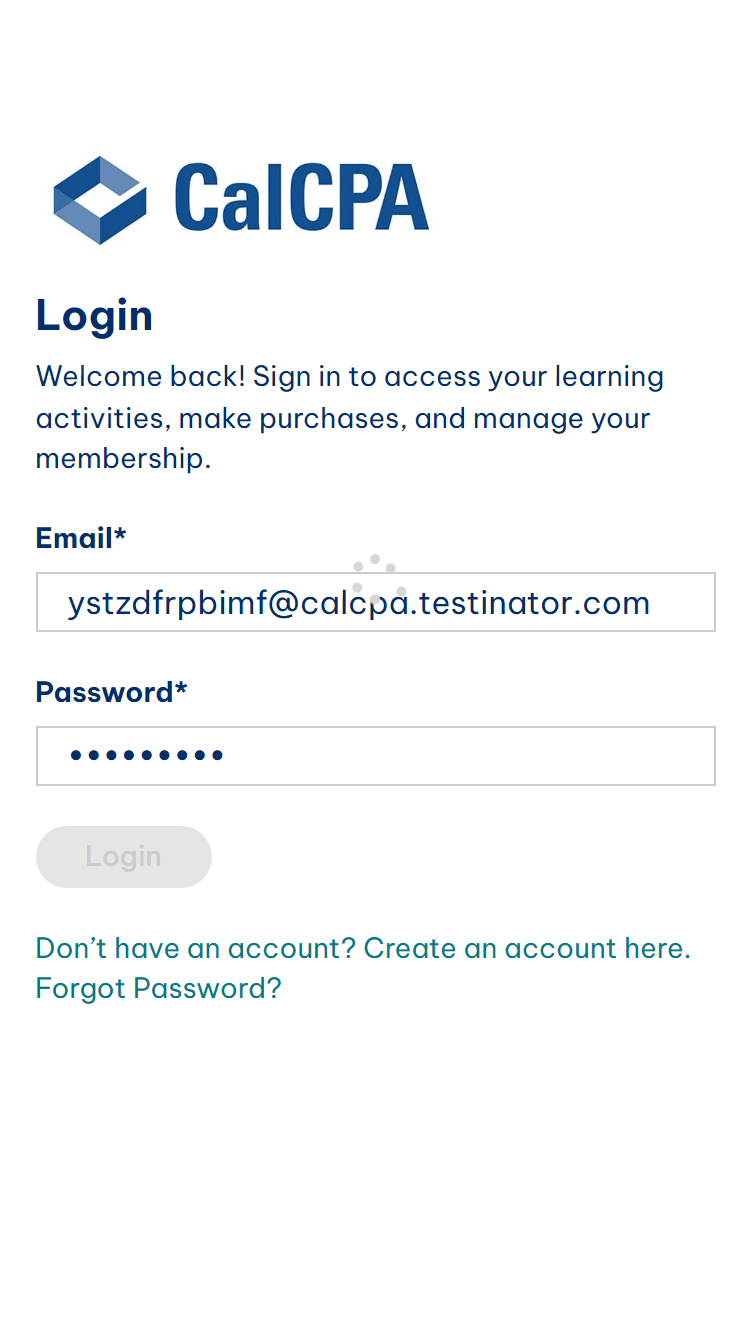 CalCPA
Login
Welcome back! Sign in to access your learning
activities, make purchases, and manage your
membership.
Email*
ystzdfrpbimf@calcpa.testinator.com
Password*
•••••••••
Login
Don’t have an account? Create an account here.
Forgot Password?